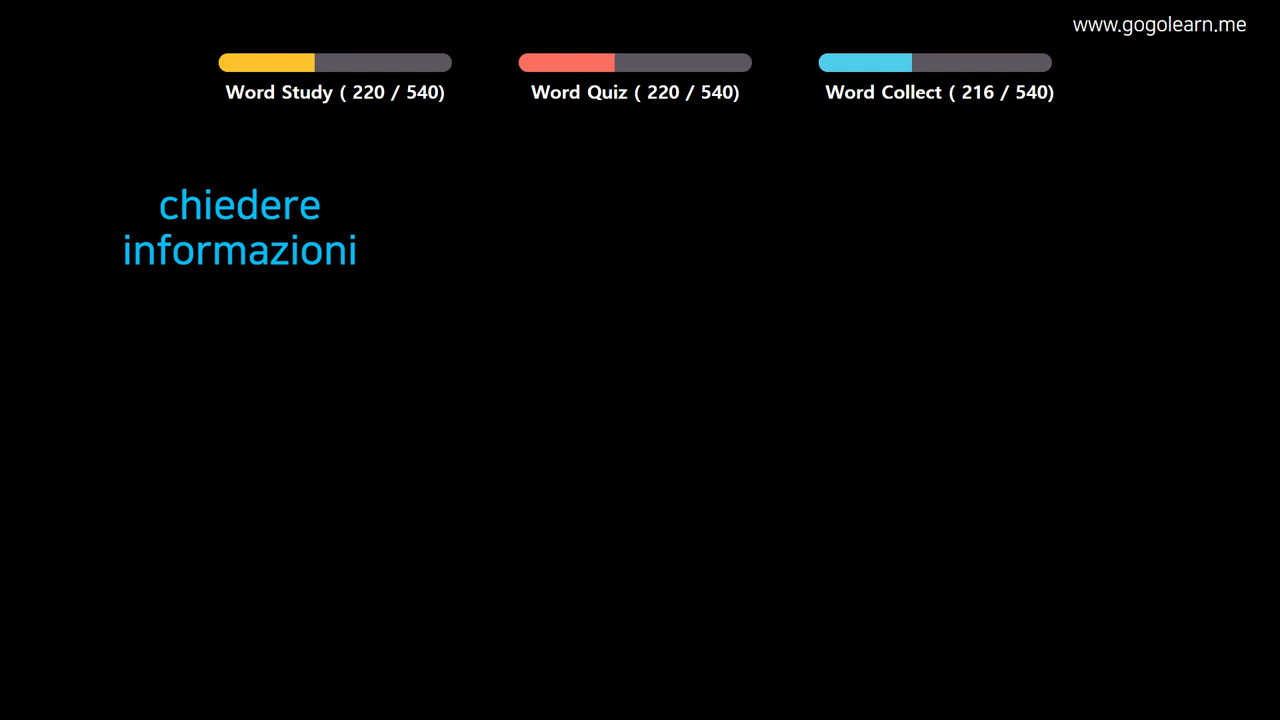 www.gogolearn.me
Word Study ( 220 / 540)
Word Quiz ( 220 / 540)
Word Collect ( 216 / 540)
chiedere
informazioni